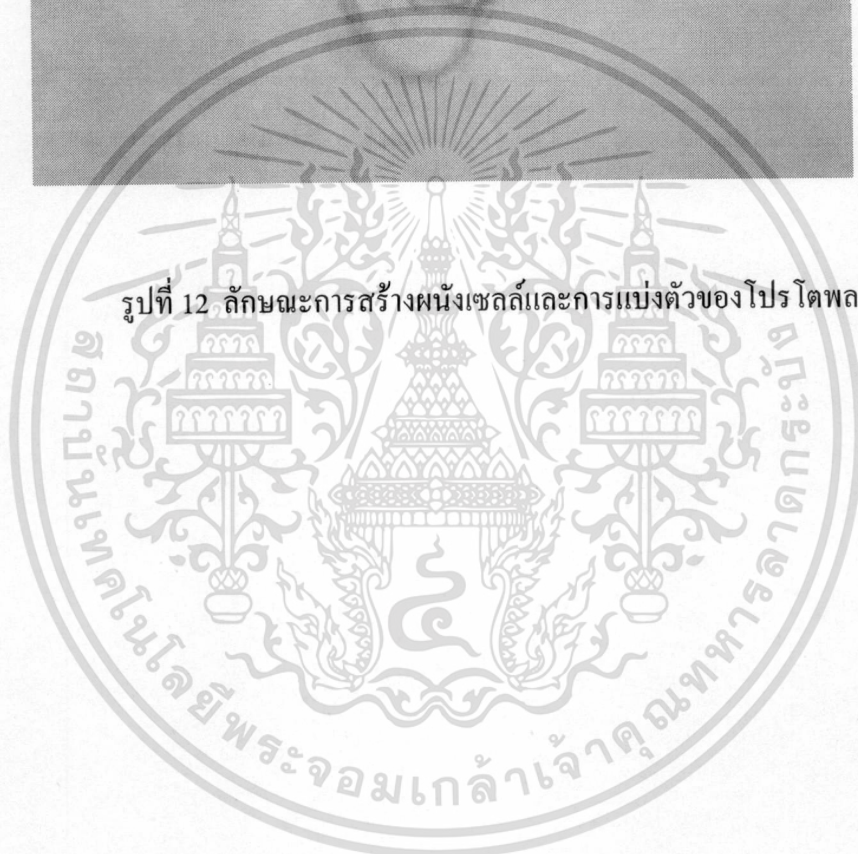 รูปที่ 12 ลักษณะการสร้างผนังเซลล์และการแบ่งตัวของโปรโตพล
สถาบันเทคโนโลยีพระจอมเกล้าเจ้าคุณทหารลาดกระบัง